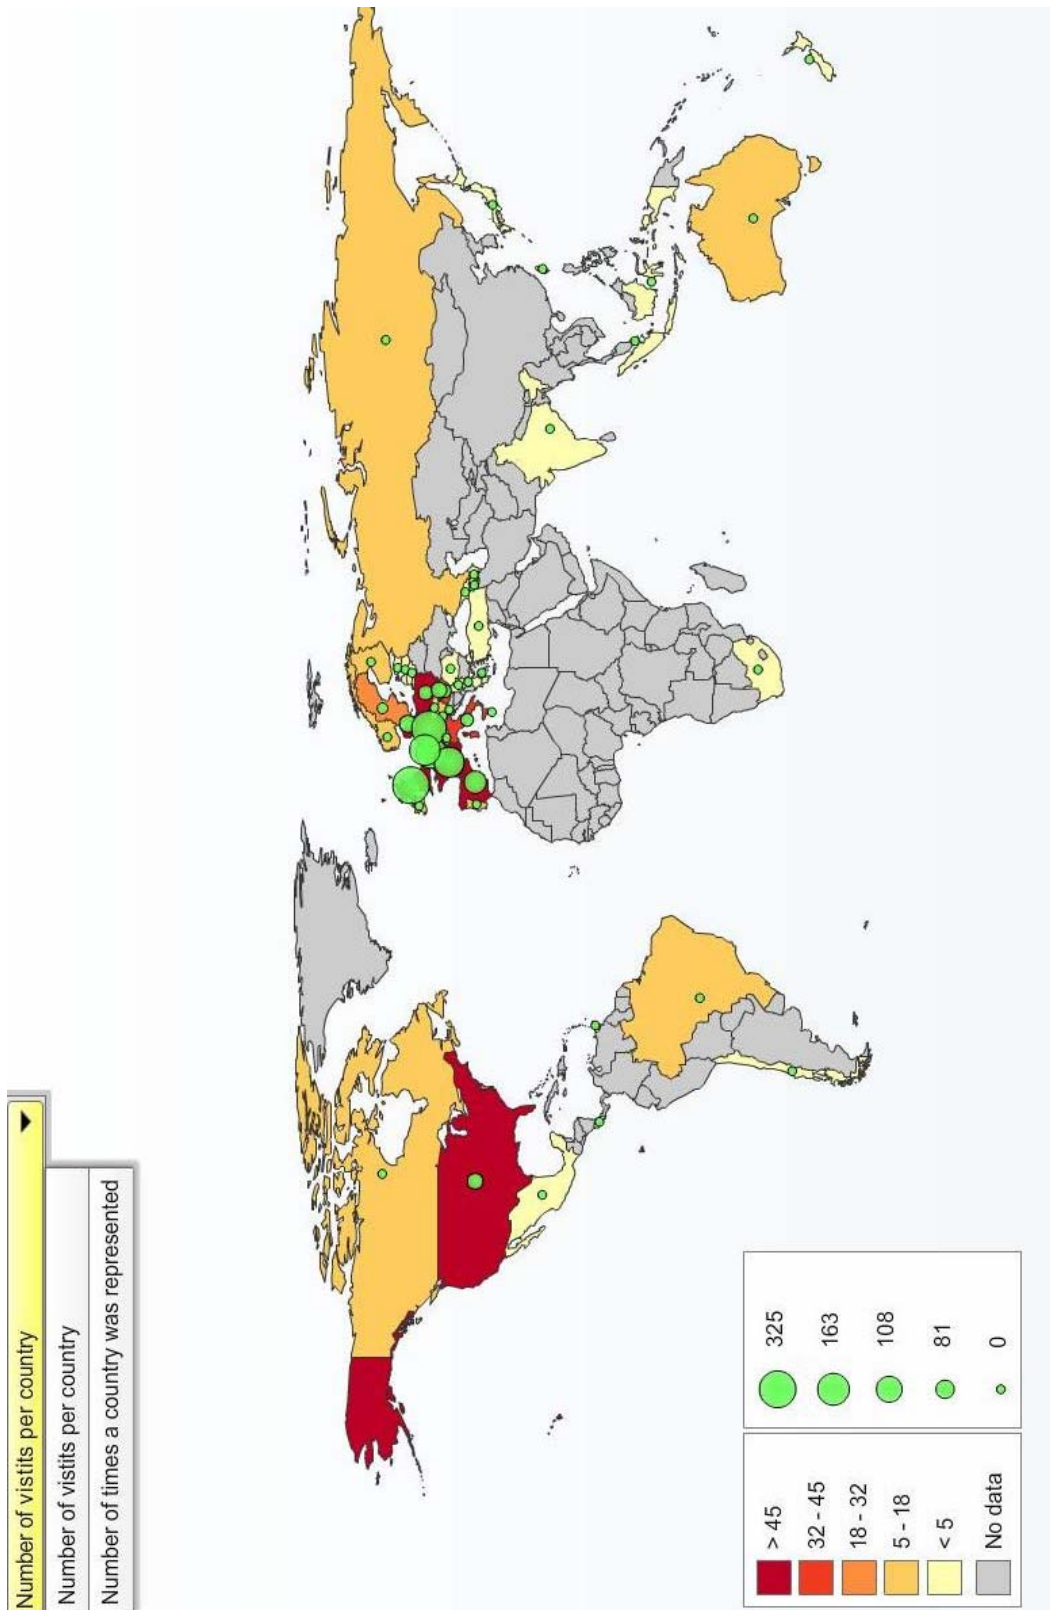 Number of vistits per country
Number of vistits per country
Number of times a country was represented
> 45
32 - 45
18 - 32
5 - 18
< 5
No data
325
163
108
81
0